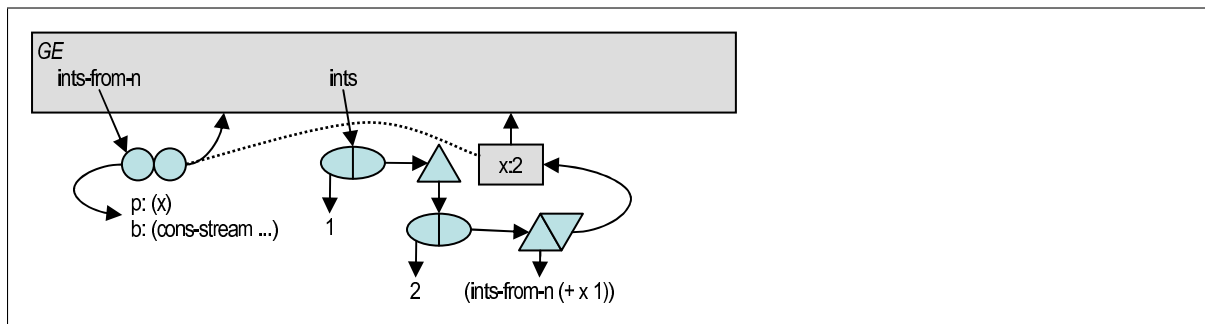 GE
ints-from-n ints
x:2
p: (x)
b: (cons-stream ...)
1
2 (ints-from-n (+ x 1))